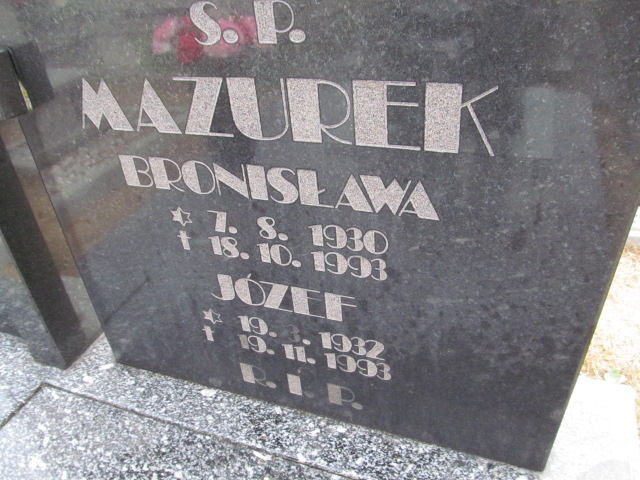 S. P.
MAZUREK
BRONISŁAWA
☆ 7. 8. 1930
† 18. 10. 1993
JÓZEF
☆ 19. 3. 1932
† 19. 11. 1993
R. I. P.